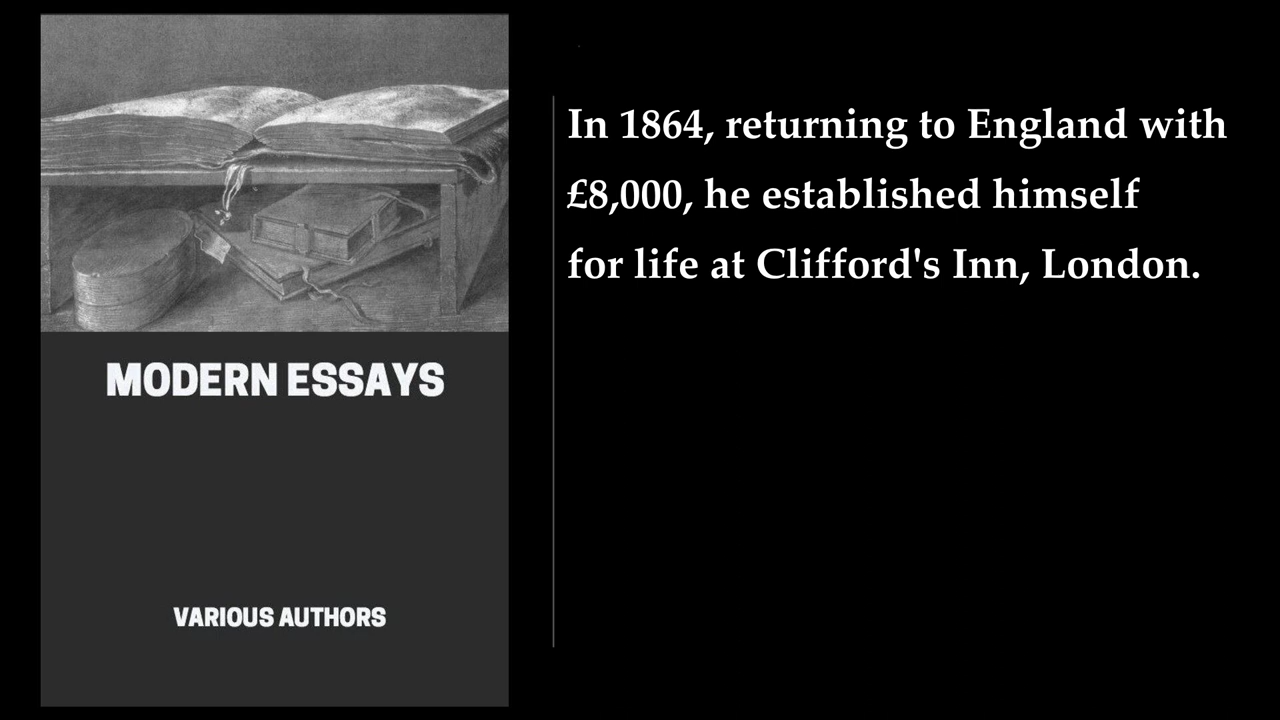 MODERN ESSAYS
VARIOUS AUTHORS
In 1864, returning to England with
£8,000, he established himself
for life at Clifford's Inn, London.